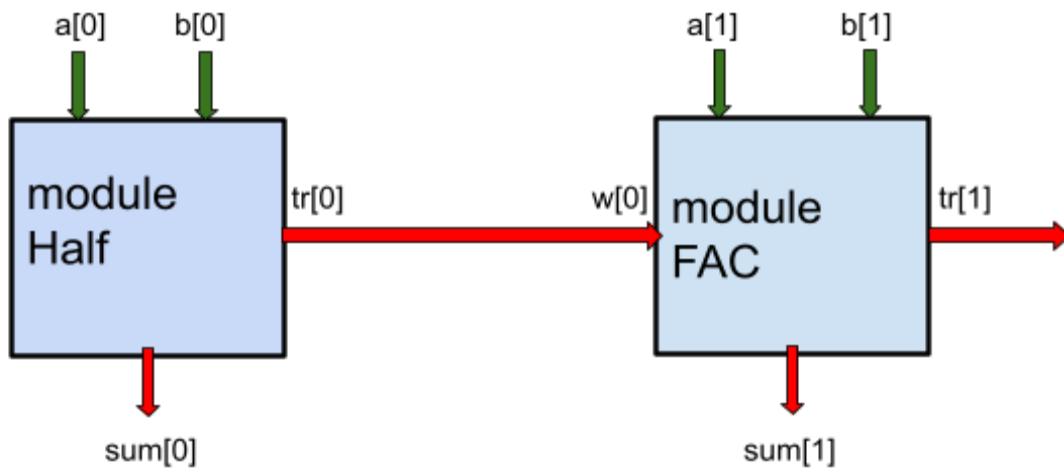 a[0] b[0] a[1] b[1]
module
Half
tr[0] w[0]
module
FAC
tr[1]
sum[0] sum[1]